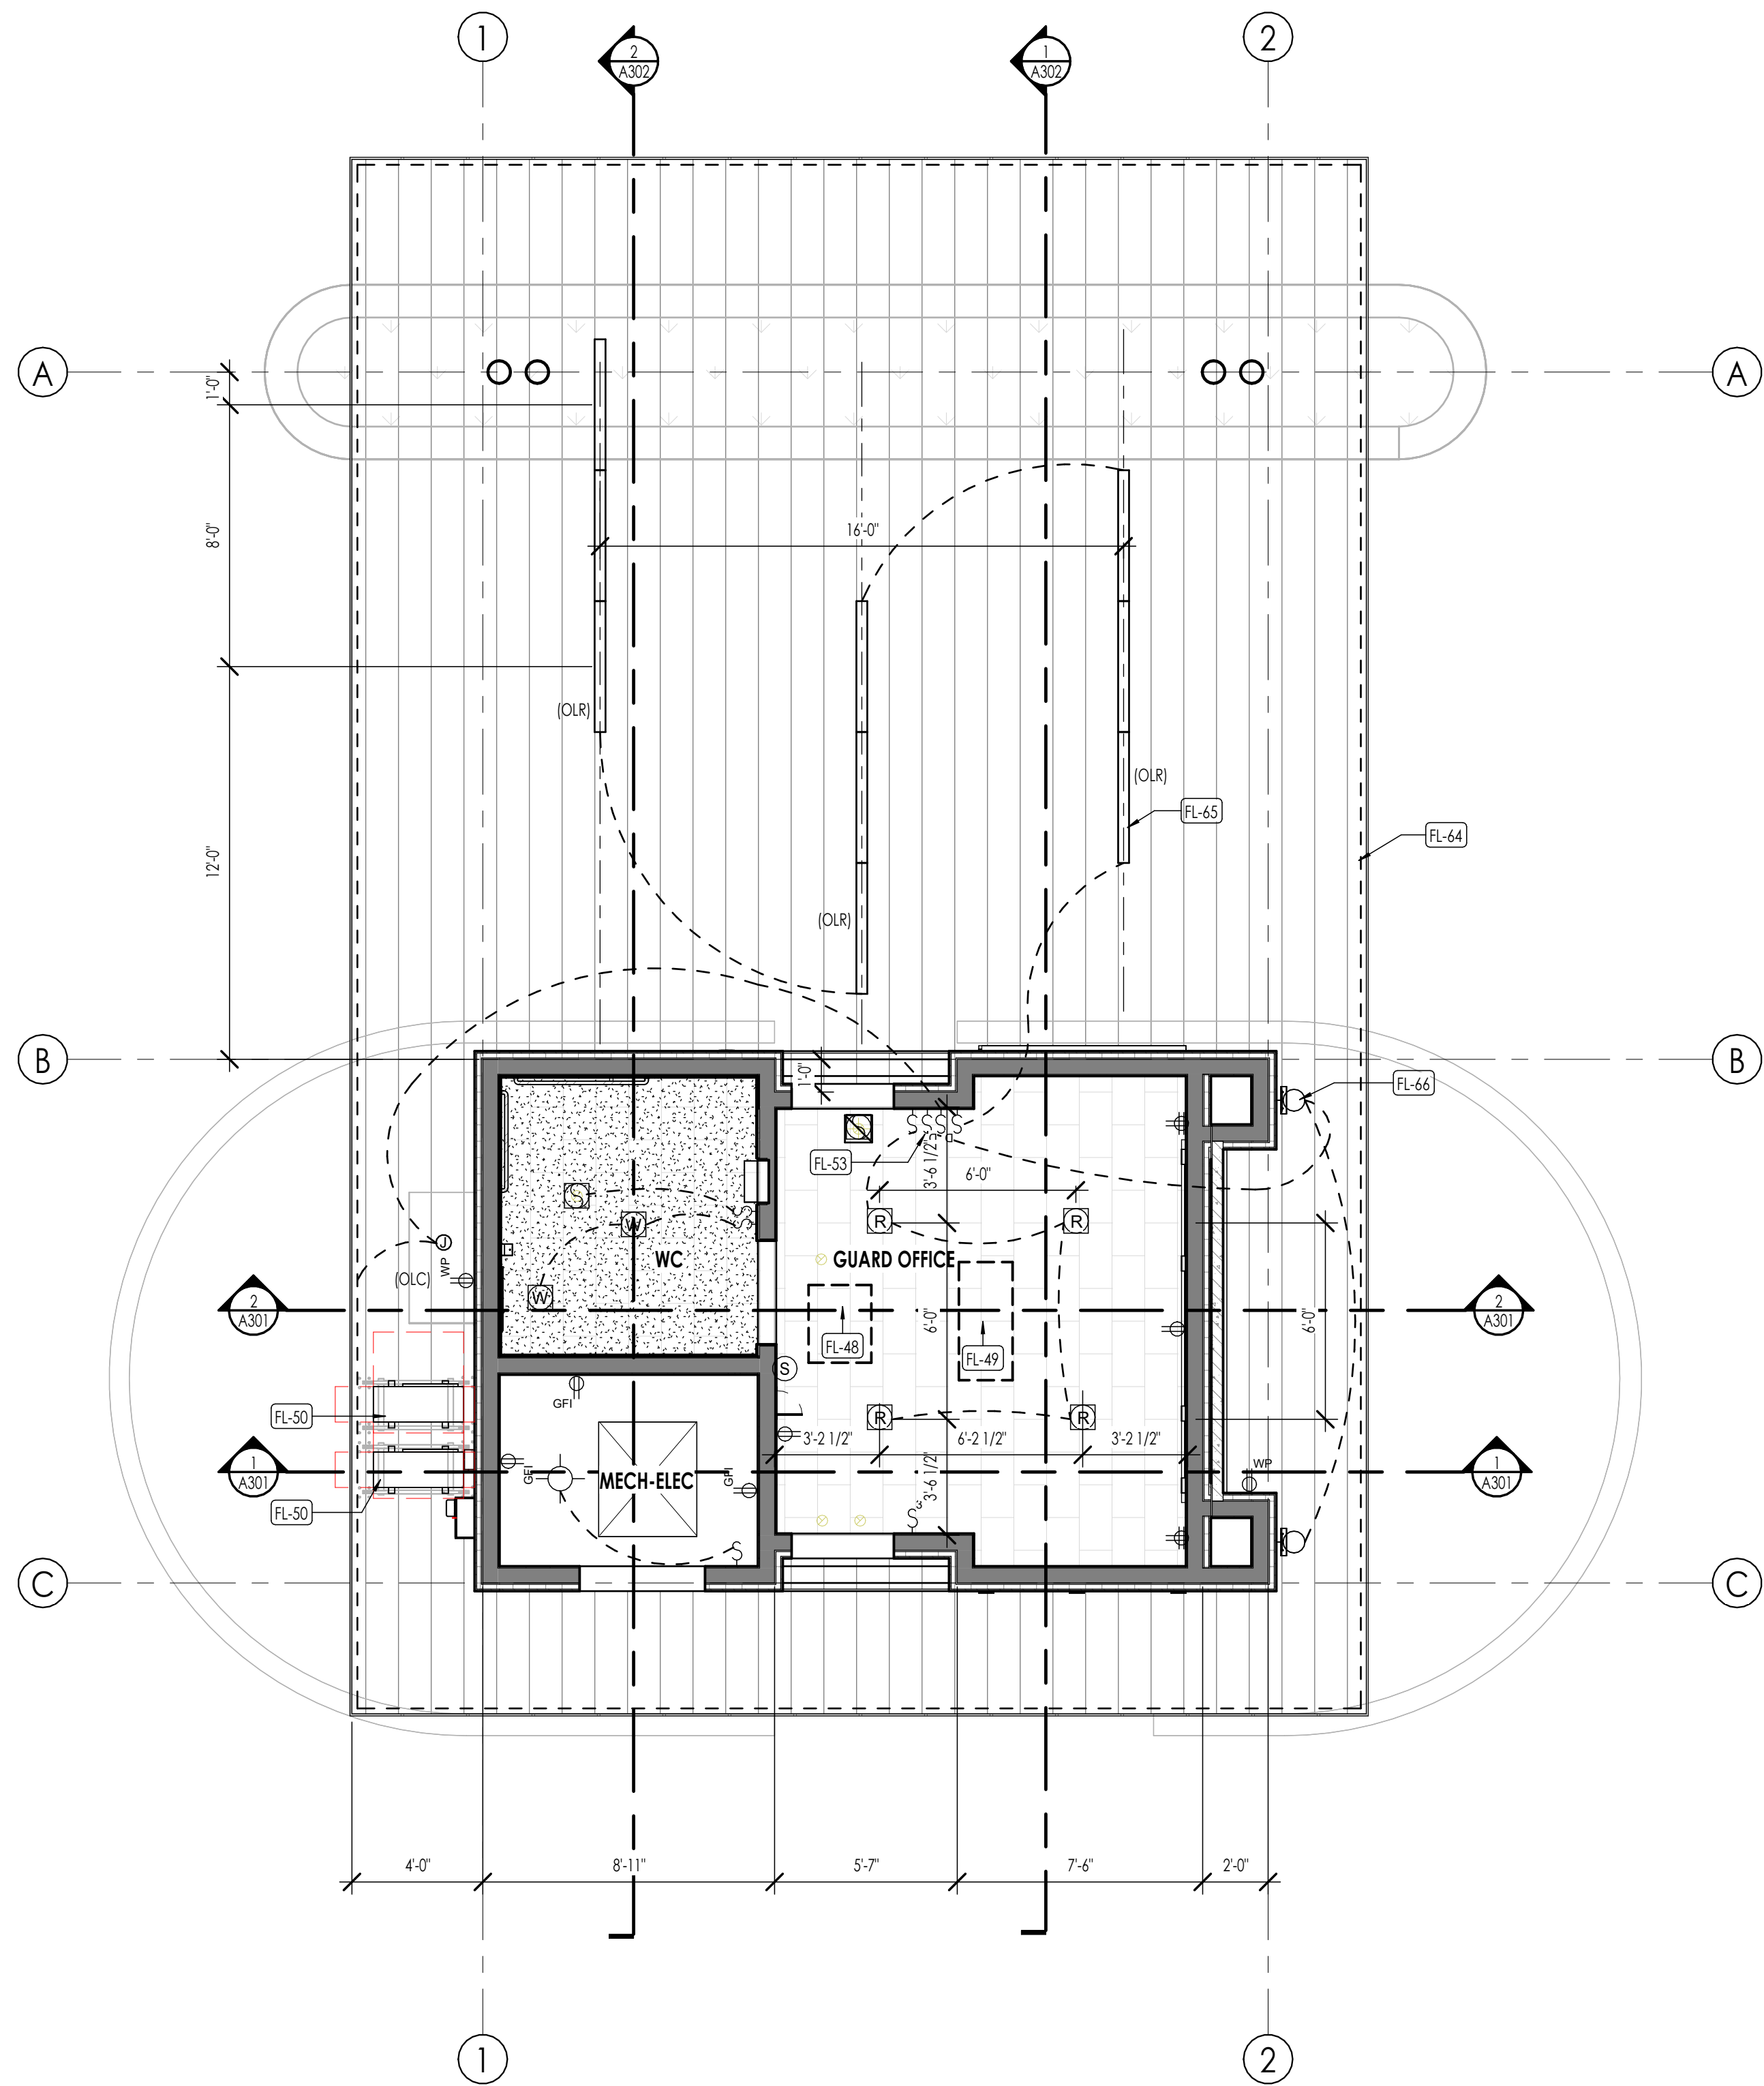 1
2
A302
1
A302
2
A
A
1'-0"
8'-0"
16'-0"
(OLR)
(OLR)
FL-65
FL-64
12'-0"
(OLR)
B
B
1'-0"
FL-66
S S S S
FL-53
3'-6 1/2"
6'-0"
S
W
S S
R
R
J
WP
(OLC)
WC
GUARD OFFICE
W
2
A301
2
A301
6'-0"
6'-0"
FL-48
FL-49
S
GFI
FL-50
R
R
3'-2 1/2"
6'-2 1/2"
3'-2 1/2"
1
A301
GFI
MECH-ELEC
GFI
3'-6 1/2"
WP
1
A301
FL-50
S3
S
C
C
4'-0"
8'-11"
5'-7"
7'-6"
2'-0"
1
2